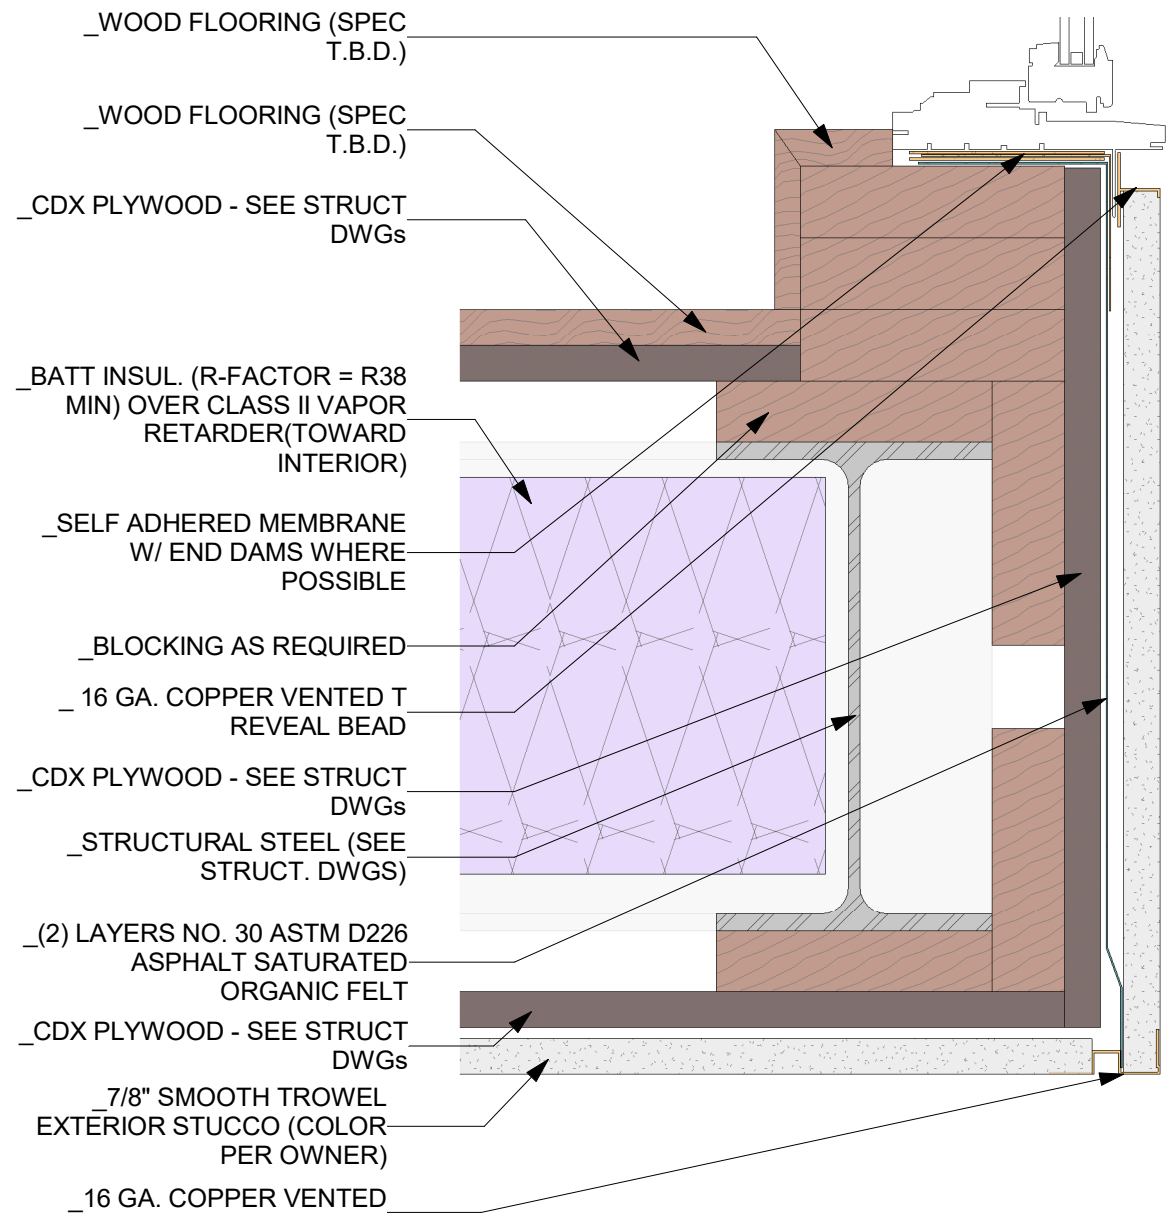 _WOOD FLOORING (SPEC
T.B.D.)
_WOOD FLOORING (SPEC
T.B.D.)
_CDX PLYWOOD - SEE STRUCT
DWGs
_BATT INSUL. (R-FACTOR = R38
MIN) OVER CLASS II VAPOR
RETARDER(TOWARD
INTERIOR)
_SELF ADHERED MEMBRANE
W/ END DAMS WHERE
POSSIBLE
_BLOCKING AS REQUIRED
_ 16 GA. COPPER VENTED T
REVEAL BEAD
_CDX PLYWOOD - SEE STRUCT
DWGs
_STRUCTURAL STEEL (SEE
STRUCT. DWGS)
_(2) LAYERS NO. 30 ASTM D226
ASPHALT SATURATED
ORGANIC FELT
_CDX PLYWOOD - SEE STRUCT
DWGs
_7/8" SMOOTH TROWEL
EXTERIOR STUCCO (COLOR
PER OWNER)
_16 GA. COPPER VENTED